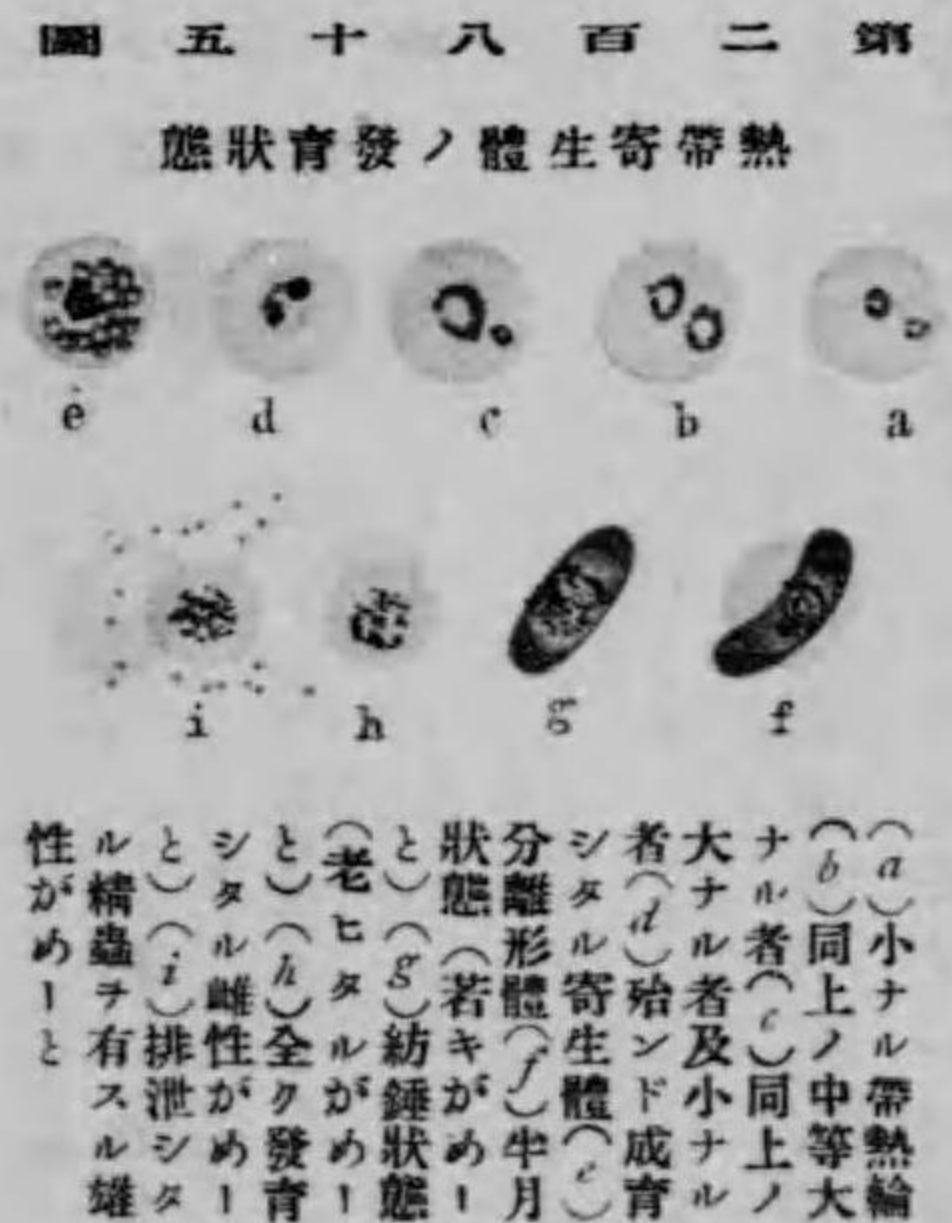 第二百八十五圖
熱帶寄生體ノ發育狀態
a
b
c
d
e
f
g
h
i
(a)小ナル帶熱輪
(b)同上ノ中等大
ナル者(c)同上ノ
大ナル者及小ナル
者(d)殆ンド成育
シタル寄生體(e)
分離形體(f)半月
狀態(若キがめー
と)(g)紡錘狀態
(老ヒタルがめー
と)(h)全ク發育
シタル雌性がめー
と)(i)排泄シタ
ル精蟲ヲ有スル雄
性がめーと